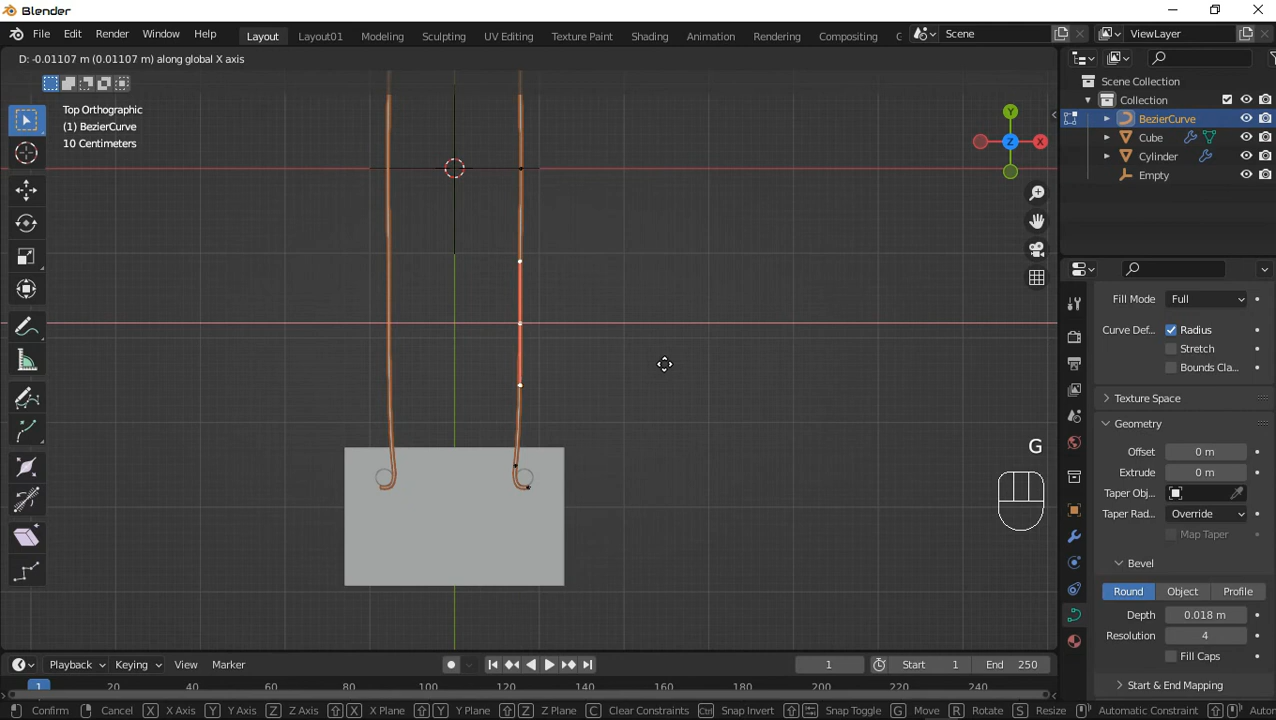 Blender
File Edit Render Window Help Layout Layout01 Modeling Sculpting UV Editing Texture Paint Shading Animation Rendering Compositing Scene ViewLayer
D: -0.01107 m (0.01107 m) along global X axis
Top Orthographic
(1) BezierCurve
10 Centimeters
Y
X
Z
G
Scene Collection
Collection
BezierCurve
Cube
Cylinder
Empty
Fill Mode Full
Curve Def... Radius
Stretch
Bounds Cla...
Texture Space
Geometry
Offset 0 m
Extrude 0 m
Taper Obj...
Taper Rad... Override
Map Taper
Bevel
Round Object Profile
Depth 0.018 m
Resolution 4
Fill Caps
Start & End Mapping
Playback Keying View Marker 1 Start 1 End 250
1 20 40 60 80 100 120 140 160 180 200 220 240
Confirm Cancel X X Axis Y Y Axis Z Z Axis X X Plane Y Y Plane Z Z Plane C Clear Constraints Ctrl Snap Invert Snap Toggle G Move R Rotate S Resize Automatic Constraint Automatic